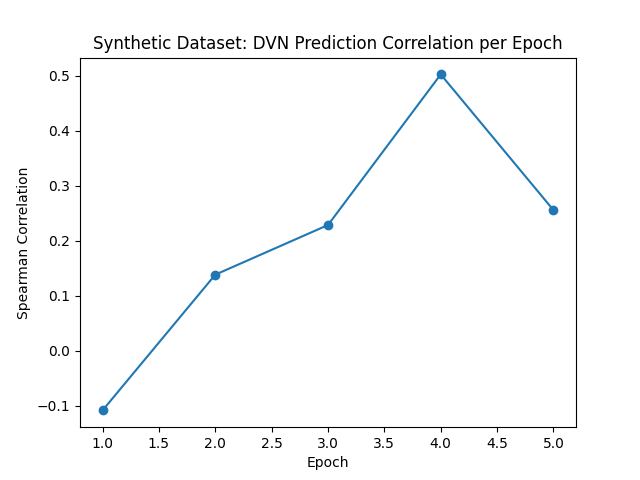 Synthetic Dataset: DVN Prediction Correlation per Epoch
0.5
0.4
0.3
0.2
0.1
0.0
−0.1
Spearman Correlation
1.0 1.5 2.0 2.5 3.0 3.5 4.0 4.5 5.0
Epoch